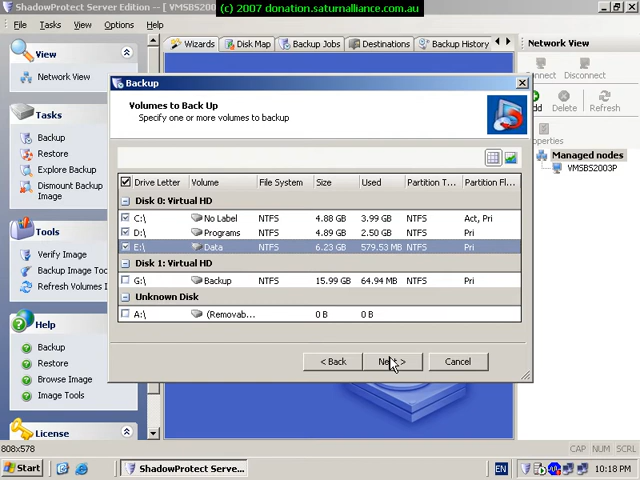 (c) 2007 donation.saturnalliance.com.au
ShadowProtect Server Edition - Backup
File Tasks Options Help
View
Network View
Tasks
Backup
Restore
Explore Backup
Dismount Backup
Image
Tools
Verify Image
Backup Image Too
Refresh Volumes I
Help
Backup
Restore
Browse Image
Image Tools
License
Wizards Disk Map Backup Jobs Destinations Backup History
Backup
Volumes to Back Up
Specify one or more volumes to backup
Drive Letter Volume File System Size Used Partition T... Partition Fl...
Disk 0: Virtual HD
C:\ No Label NTFS 4.88 GB 3.99 GB NTFS Act, Pri
D:\ Programs NTFS 4.89 GB 2.50 GB NTFS Pri
E:\ Data NTFS 6.23 GB 579.53 MB NTFS Pri
Disk 1: Virtual HD
G:\ Backup NTFS 15.99 GB 64.94 MB NTFS Pri
Unknown Disk
A:\ (Removab... 0 B 0 B
< Back Next > Cancel
Network View
Disconnect
Delete Refresh
Managed nodes
VMSBS2003P
808x578
CAP NUM SCRL
Start
ShadowProtect Serve...
EN
10:18 PM